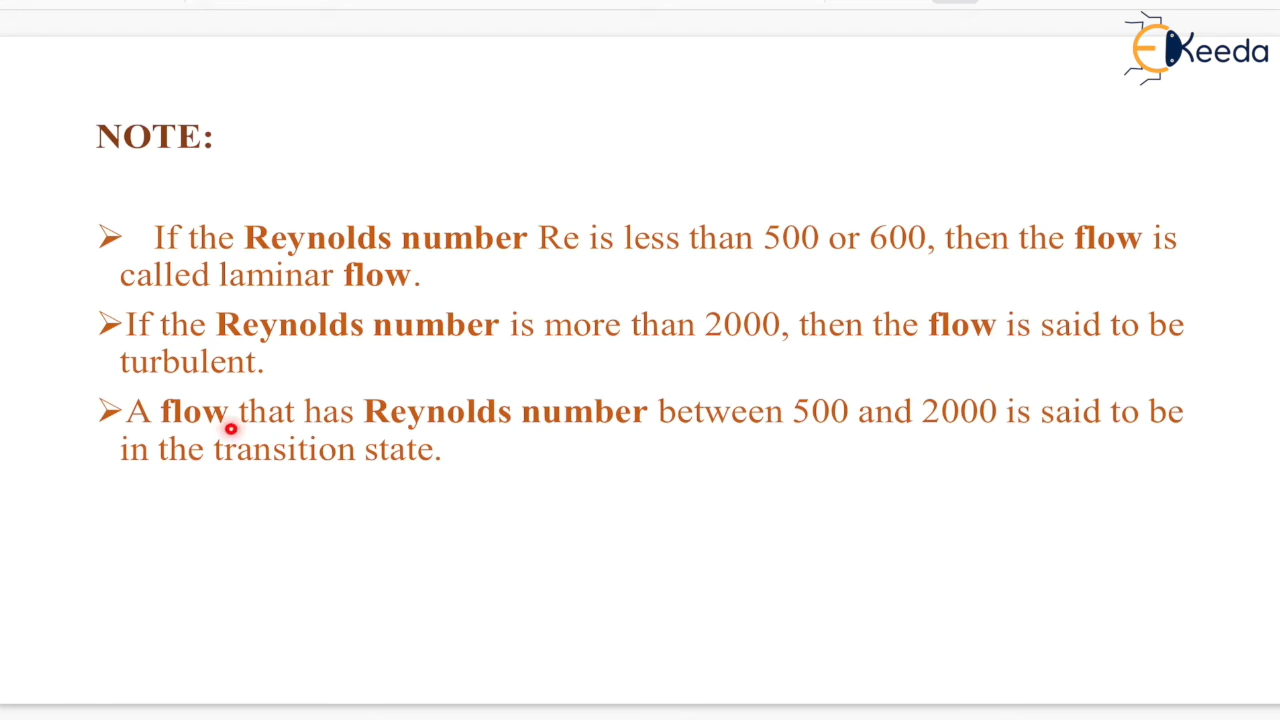 EKeeda
NOTE:
➢ If the Reynolds number Re is less than 500 or 600, then the flow is
called laminar flow.
➢If the Reynolds number is more than 2000, then the flow is said to be
turbulent.
➢A flow that has Reynolds number between 500 and 2000 is said to be
in the transition state.